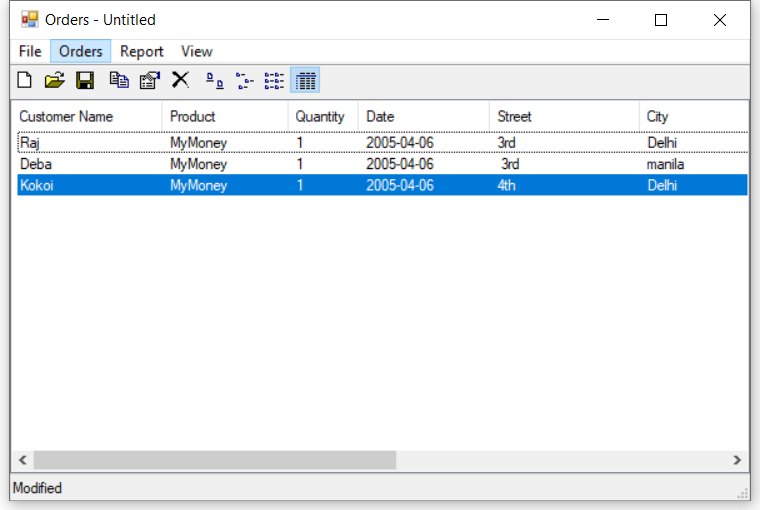 Orders - Untitled
File Orders Report View
Customer Name Product Quantity Date Street City
Raj MyMoney 1 2005-04-06 3rd Delhi
Deba MyMoney 1 2005-04-06 3rd manila
Kokoi MyMoney 1 2005-04-06 4th Delhi
Modified